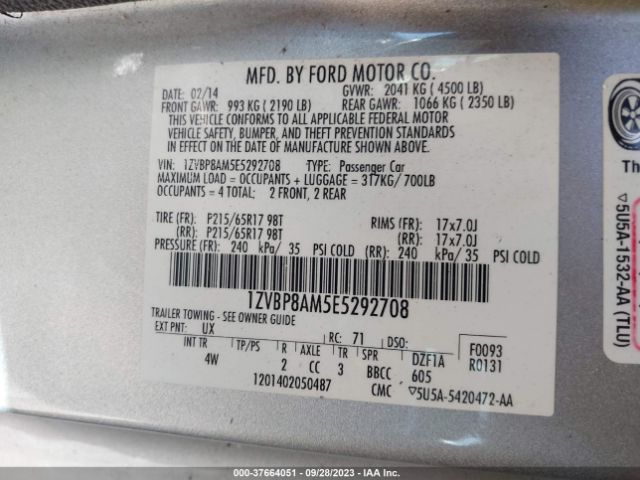 MFD. BY FORD MOTOR CO.
DATE: 02/14 GVWR: 2041 KG ( 4500 LB)
FRONT GAWR: 993 KG ( 2190 LB) REAR GAWR: 1066 KG ( 2350 LB)
THIS VEHICLE CONFORMS TO ALL APPLICABLE FEDERAL MOTOR
VEHICLE SAFETY, BUMPER, AND THEFT PREVENTION STANDARDS
IN EFFECT ON THE DATE OF MANUFACTURE SHOWN ABOVE.
VIN: 1ZVBP8AM5E5292708 TYPE: Passenger Car
MAXIMUM LOAD = OCCUPANTS + LUGGAGE = 317KG/ 700LB
OCCUPANTS = 4 TOTAL: 2 FRONT, 2 REAR
TIRE (FR): P215/65R17 98T RIMS (FR): 17x7.0J
(RR): P215/65R17 98T (RR): 17x7.0J
PRESSURE (FR): 240 kPa/ 35 PSI COLD (RR): 240 kPa/ 35 PSI COLD
1ZVBP8AM5E5292708
TRAILER TOWING - SEE OWNER GUIDE
EXT PNT: UX RC: 71 DSO: F0093
INT TR TP/PS R AXLE TR SPR DZF1A R0131
4W 2 CC 3 BBCC 605
1201402050487 CMC ▽5U5A-5420472-AA
Th
▽5U5A-1532-AA (TLU)
000-37664051 - 09/28/2023 - IAA Inc.